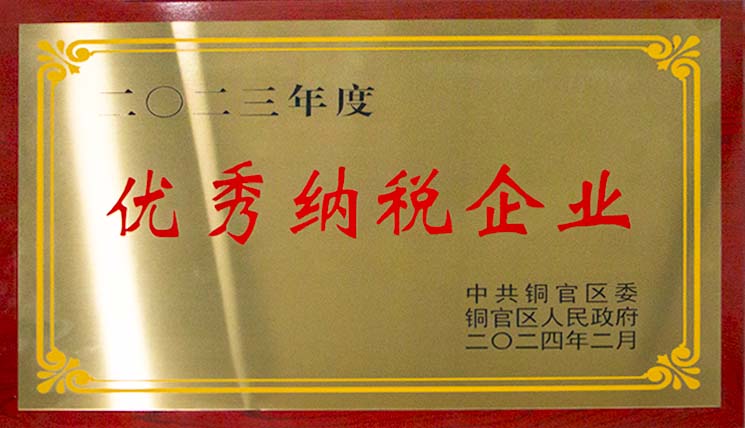 二〇二三年度
优秀纳税企业
中共铜官区委
铜官区人民政府
二〇二四年二月